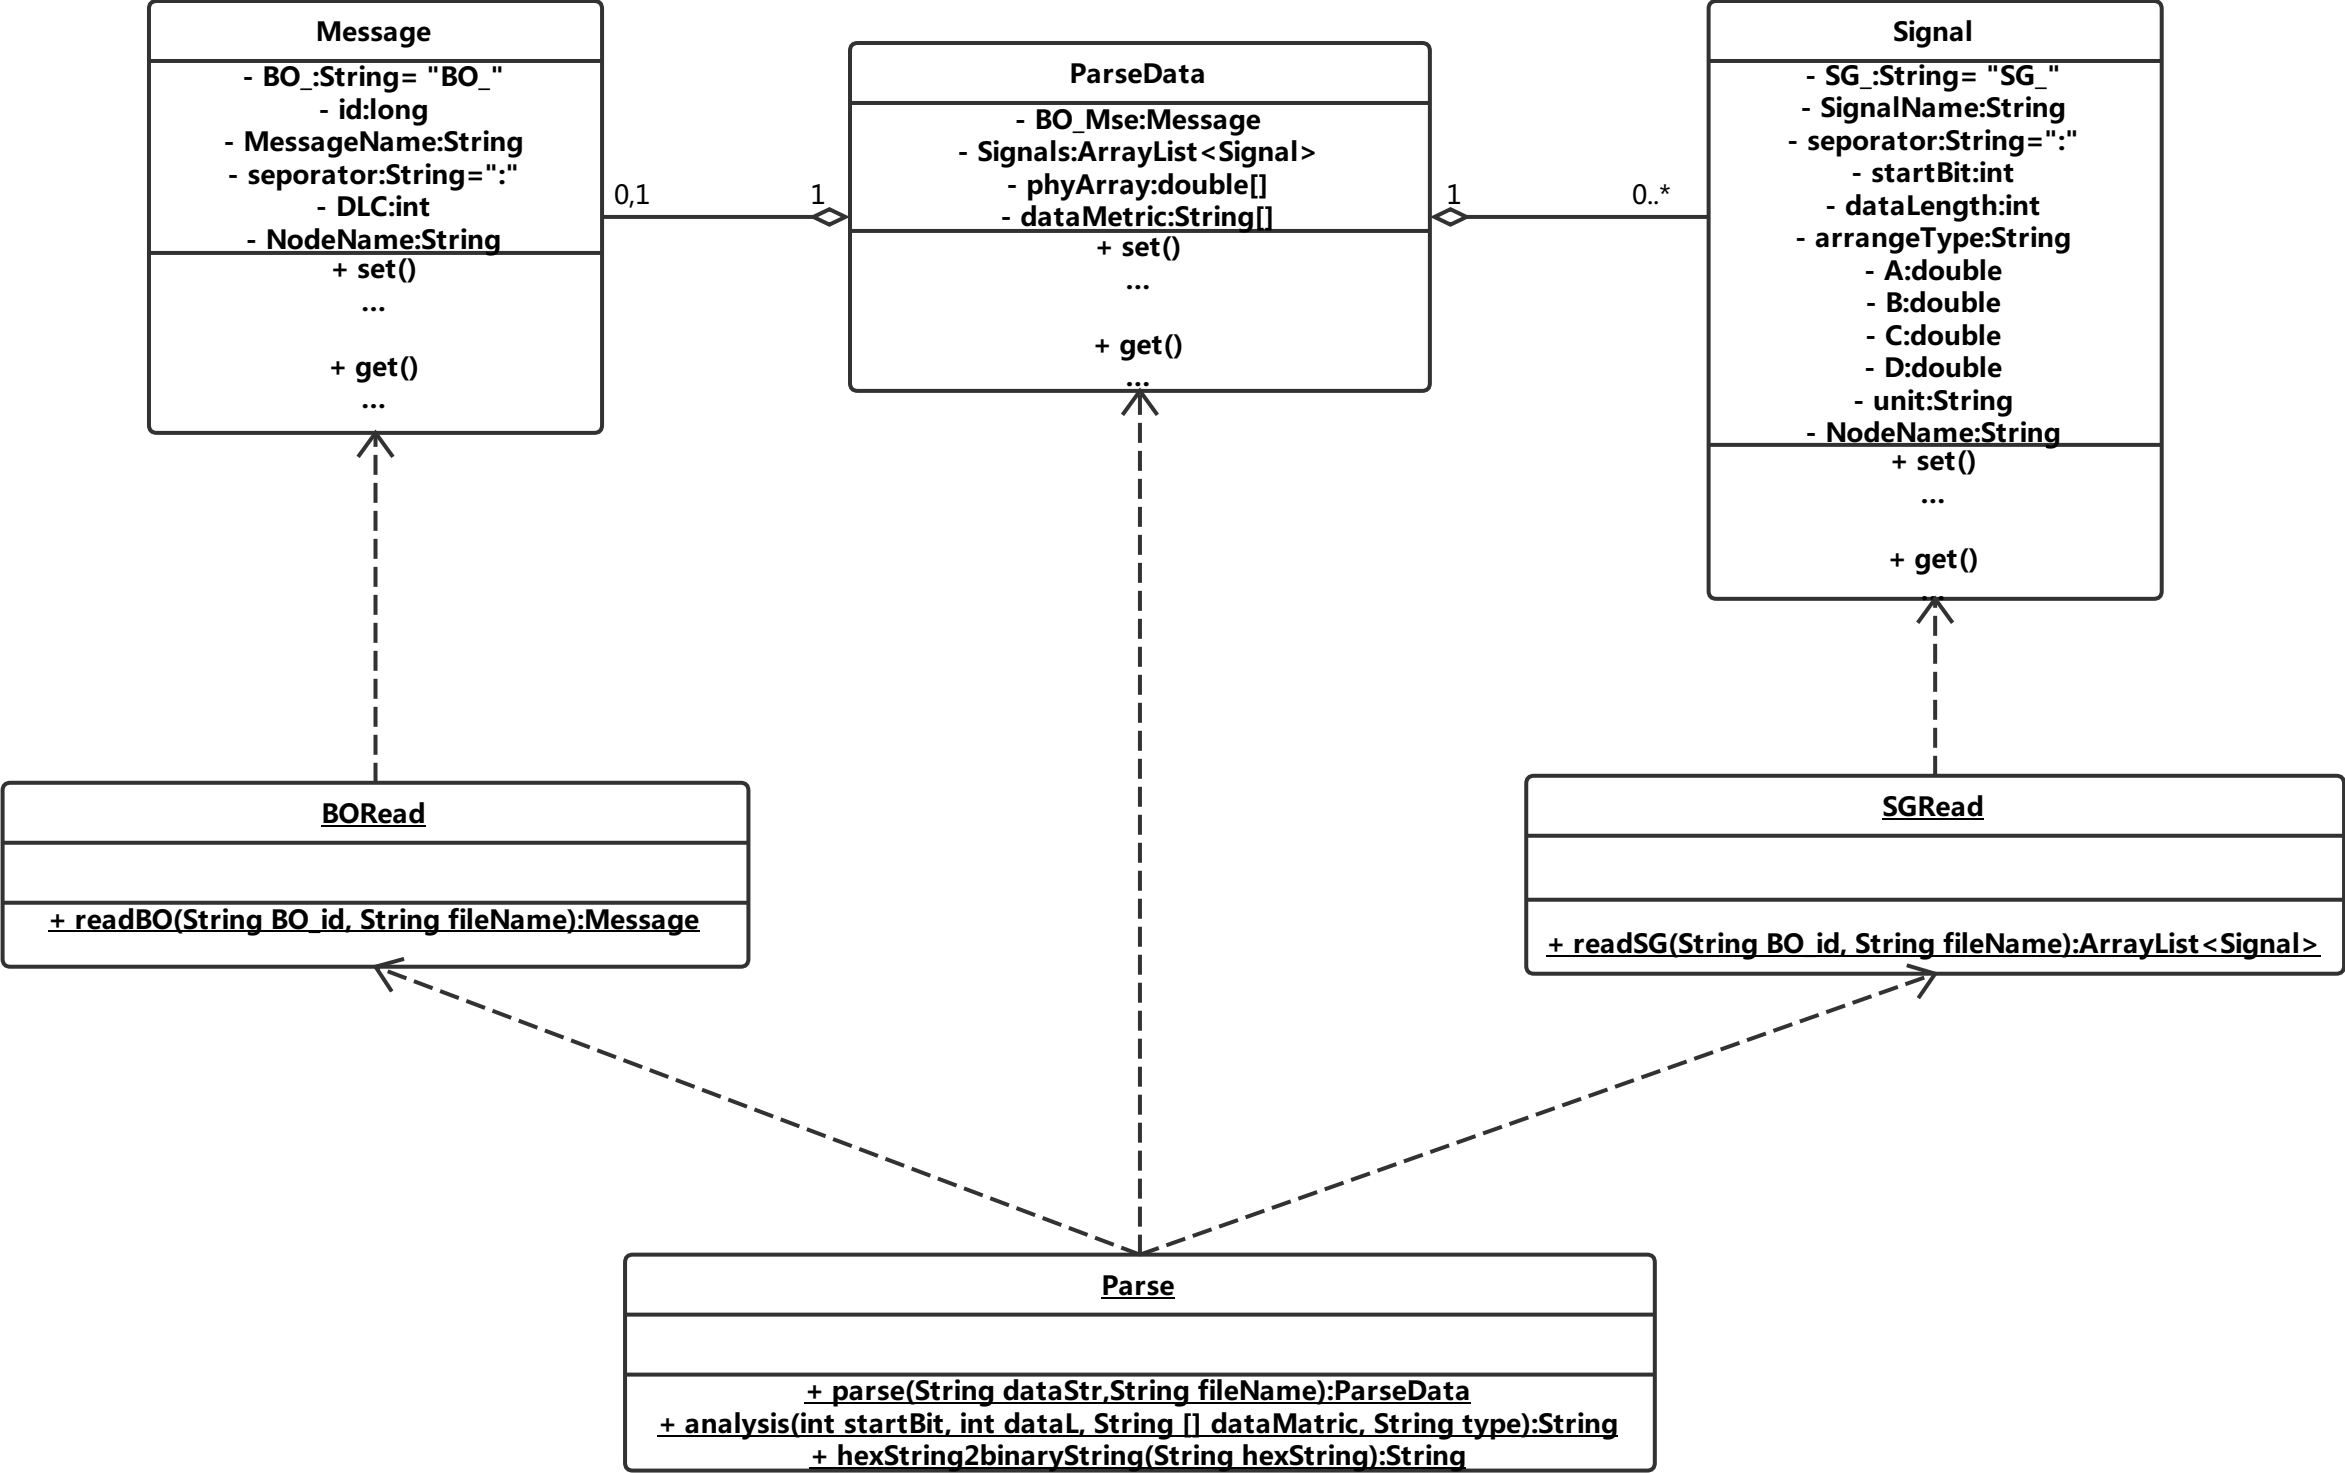 Message
- BO_:String= "BO_"
- id:long
- MessageName:String
- seporator:String=":"
- DLC:int
- NodeName:String
+ set()
...
+ get()
...
0,1
1
ParseData
- BO_Mse:Message
- Signals:ArrayList<Signal>
- phyArray:double[]
- dataMetric:String[]
+ set()
...
+ get()
...
1
0..*
Signal
- SG_:String= "SG_"
- SignalName:String
- seporator:String=":"
- startBit:int
- dataLength:int
- arrangeType:String
- A:double
- B:double
- C:double
- D:double
- unit:String
- NodeName:String
+ set()
...
+ get()
...
BORead
+ readBO(String BO_id, String fileName):Message
SGRead
+ readSG(String BO_id, String fileName):ArrayList<Signal>
Parse
+ parse(String dataStr,String fileName):ParseData
+ analysis(int startBit, int dataL, String [] dataMatric, String type):String
+ hexString2binaryString(String hexString):String